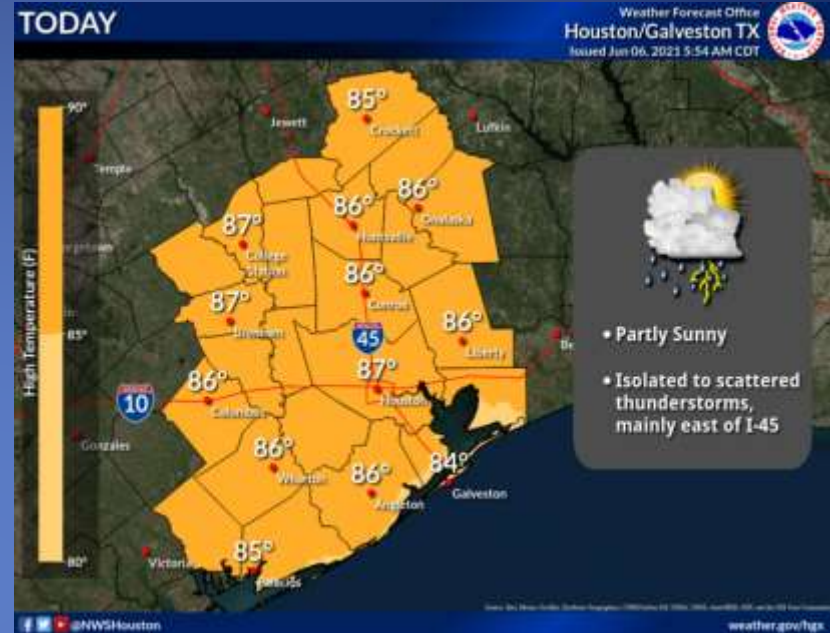 TODAY
Weather Forecast Office
Houston/Galveston TX
Issued Jun 06, 2021 5:54 AM CDT
High Temperature (F)
90°
85°
80°
85°
Crockett
Jewett
Lufkin
Temple
86°
Onalaska
86°
Huntsville
87°
College
Station
86°
Conroe
87°
Brenham
45
86°
Liberty
87°
Houston
86°
Columbus
10
Gonzales
86°
Wharton
86°
Angleton
84°
Galveston
Victoria
85°
Palacios
• Partly Sunny
• Isolated to scattered
thunderstorms,
mainly east of I-45
@NWSHouston
weather.gov/hgx